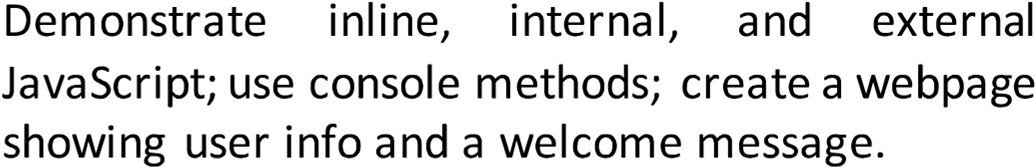 Demonstrate inline, internal, and external
JavaScript; use console methods; create a webpage
showing user info and a welcome message.